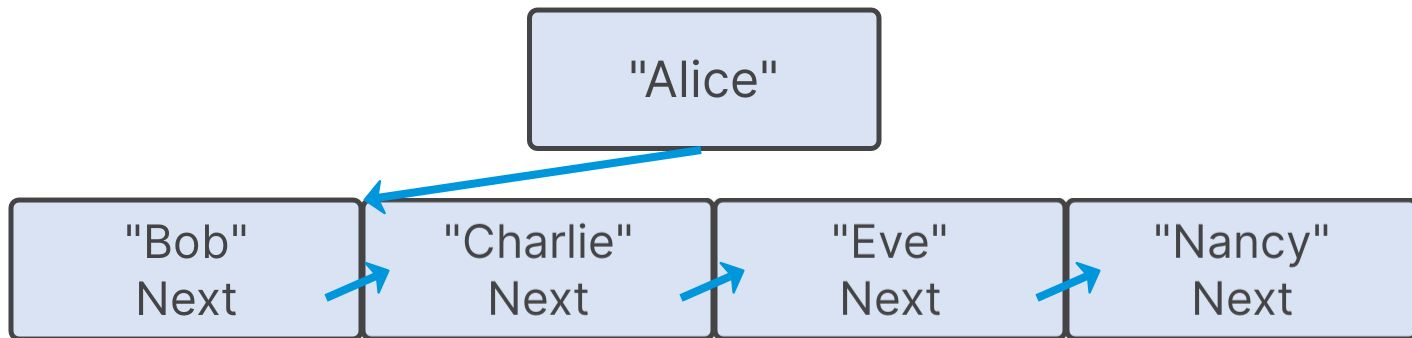 "Alice"
"Bob"
Next
"Charlie"
Next
"Eve"
Next
"Nancy"
Next